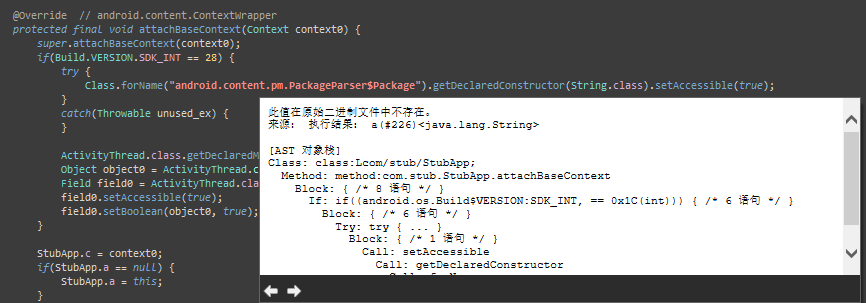 @Override  // android.content.ContextWrapper
protected final void attachBaseContext(Context context0) {
super.attachBaseContext(context0);
if(Build.VERSION.SDK_INT == 28) {
try {
Class.forName("android.content.pm.PackageParser$Package").getDeclaredConstructor(String.class).setAccessible(true);
}
catch(Throwable unused_ex) {
}
ActivityThread.class.getDeclaredM
Object object0 = ActivityThread.c
Field field0 = ActivityThread.cla
field0.setAccessible(true);
field0.setBoolean(object0, true);
}
StubApp.c = context0;
if(StubApp.a == null) {
StubApp.a = this;
}
此值在原始二进制文件中不存在。
来源： 执行结果： a(#226)<java.lang.String>
[AST 对象栈]
Class: class:Lcom/stub/StubApp;
Method: method:com.stub.StubApp.attachBaseContext
Block: { /* 8 语句 */ }
If: if((android.os.Build$VERSION:SDK_INT, == 0x1C(int))) { /* 6 语句 */ }
Block: { /* 6 语句 */ }
Try: try { ... }
Block: { /* 1 语句 */ }
Call: setAccessible
Call: getDeclaredConstructor